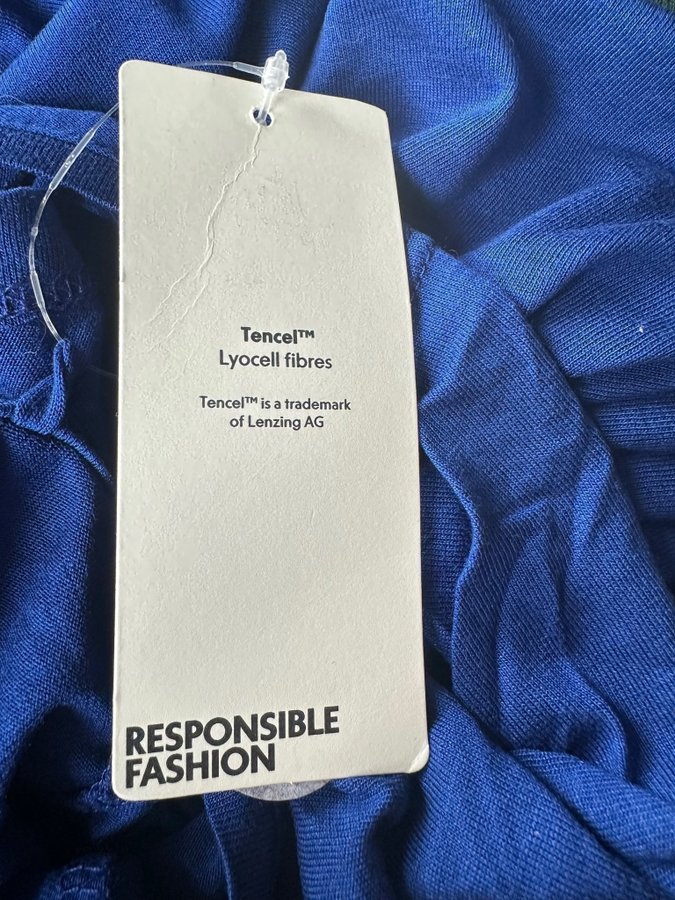 Tencel™
Lyocell fibres
Tencel™ is a trademark
of Lenzing AG
RESPONSIBLE
FASHION